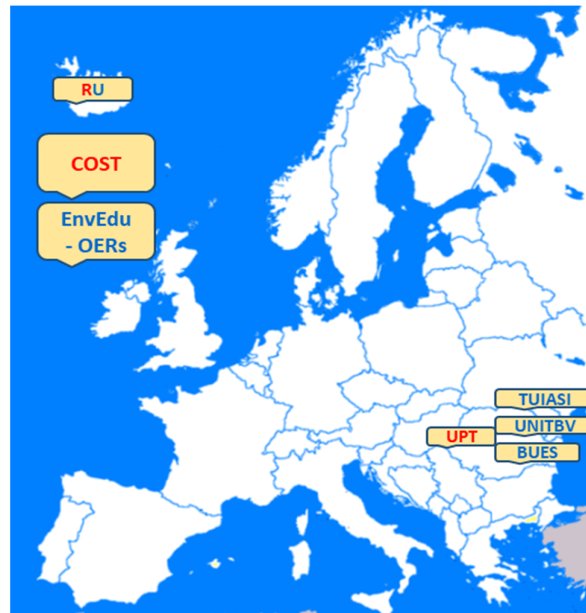 RU
COST
EnvEdu
- OERs
TUIASI
UNITBV
UPT
BUES